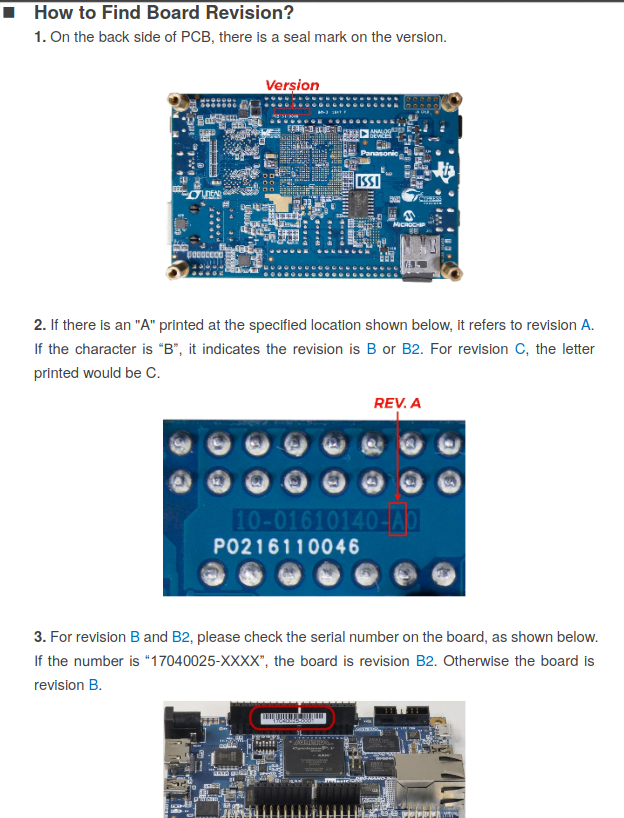 How to Find Board Revision?
1. On the back side of PCB, there is a seal mark on the version.
Version
ANALOG
DEVICES
Panasonic
ISSI
LINEAR
MICROCHIP
2. If there is an "A" printed at the specified location shown below, it refers to revision A.
If the character is “B”, it indicates the revision is B or B2. For revision C, the letter
printed would be C.
REV. A
10-01610140-A0
P0216110046
3. For revision B and B2, please check the serial number on the board, as shown below.
If the number is “17040025-XXXX”, the board is revision B2. Otherwise the board is
revision B.